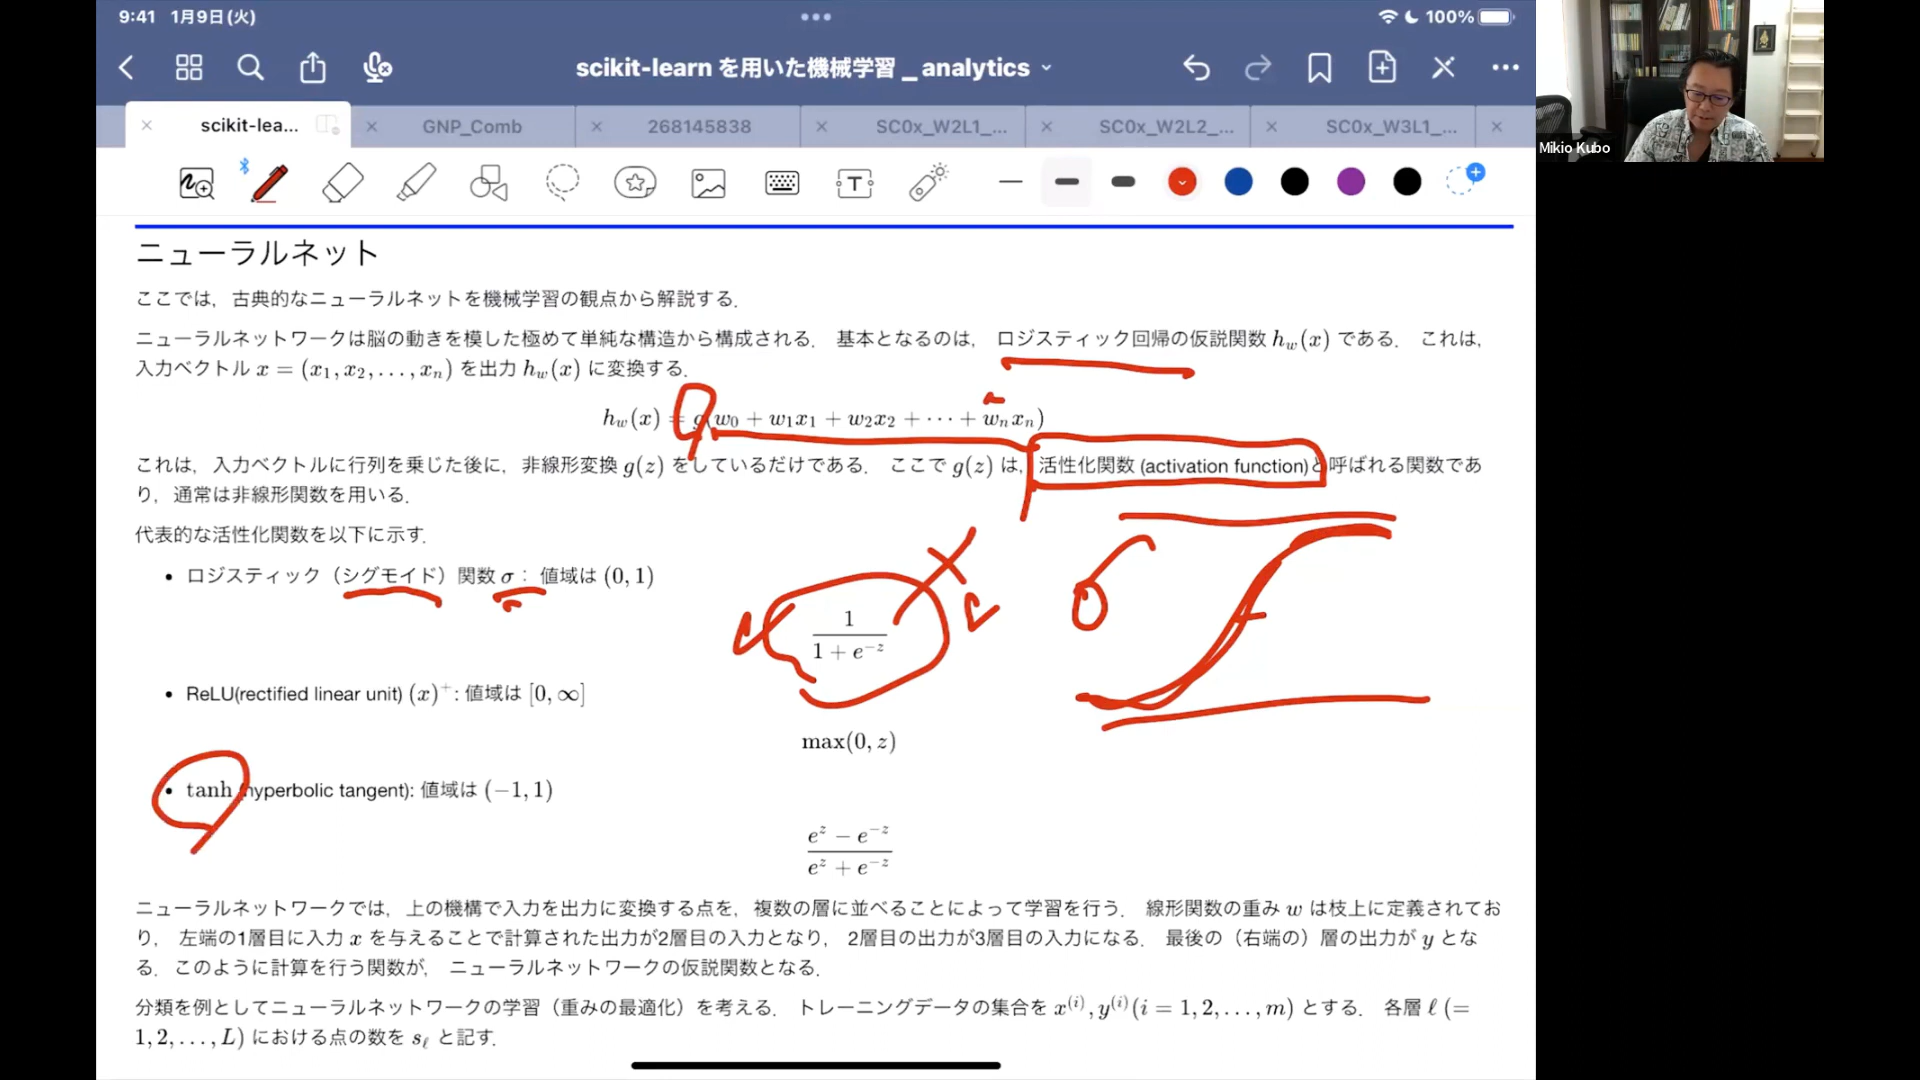 9:41 1月9日(火)
100%
scikit-learn を用いた機械学習 _ analytics
scikit-lea...
GNP_Comb
268145838
SC0x_W2L1_...
SC0x_W2L2_...
SC0x_W3L1_...
Mikio Kubo
ニューラルネット
ここでは，古典的なニューラルネットを機械学習の観点から解説する．
ニューラルネットワークは脳の動きを模した極めて単純な構造から構成される． 基本となるのは， ロジスティック回帰の仮説関数 h_w(x) である． これは，
入力ベクトル x = (x_1, x_2, . . . , x_n) を出力 h_w(x) に変換する．
h_w(x) = g(w_0 + w_1x_1 + w_2x_2 + · · · + w_nx_n)
これは，入力ベクトルに行列を乗じた後に，非線形変換 g(z) をしているだけである． ここで g(z) は，活性化関数 (activation function)と呼ばれる関数であ
り，通常は非線形関数を用いる．
代表的な活性化関数を以下に示す．
• ロジスティック（シグモイド）関数 σ： 値域は (0, 1)
1
1 + e^{-z}
• ReLU(rectified linear unit) (x)^+: 値域は [0, ∞]
max(0, z)
• tanh (hyperbolic tangent): 値域は (−1, 1)
e^z − e^{-z}
e^z + e^{-z}
ニューラルネットワークでは，上の機構で入力を出力に変換する点を，複数の層に並べることによって学習を行う． 線形関数の重み w は枝上に定義されてお
り， 左端の1層目に入力 x を与えることで計算された出力が2層目の入力となり， 2層目の出力が3層目の入力になる． 最後の（右端の）層の出力が y とな
る．このように計算を行う関数が， ニューラルネットワークの仮説関数となる．
分類を例としてニューラルネットワークの学習（重みの最適化）を考える． トレーニングデータの集合を x^{(i)}, y^{(i)}(i = 1, 2, . . . , m) とする． 各層 ℓ (=
1, 2, . . . , L) における点の数を s_ℓ と記す．